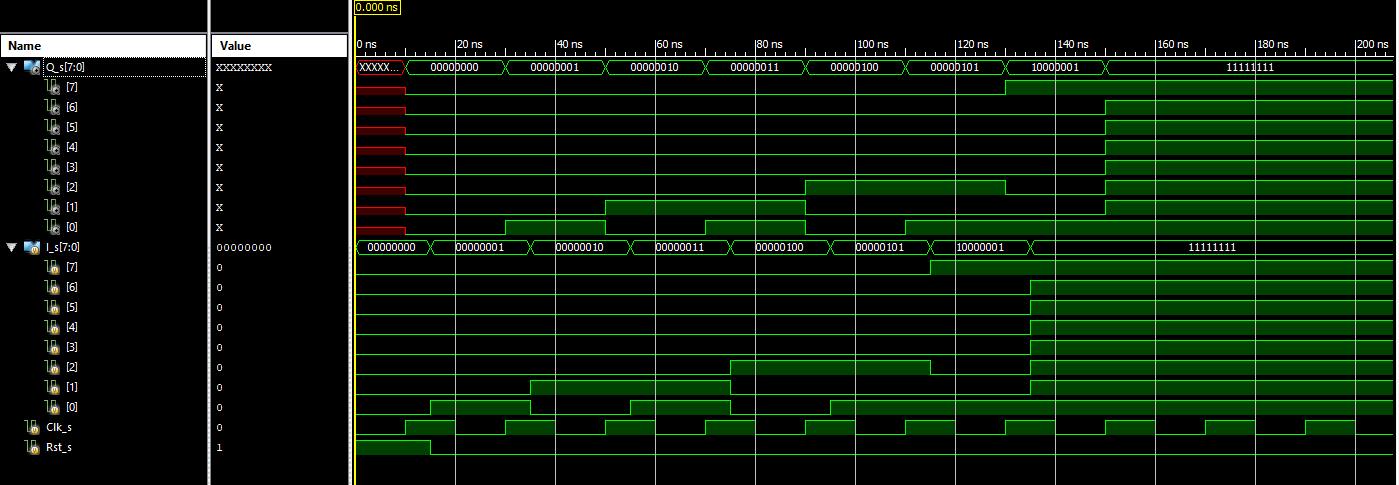 0.000 ns
Name Value
0 ns 20 ns 40 ns 60 ns 80 ns 100 ns 120 ns 140 ns 160 ns 180 ns 200 ns
Q_s[7:0] XXXXXXXX XXXXX... 00000000 00000001 00000010 00000011 00000100 00000101 10000001 11111111
[7] X
[6] X
[5] X
[4] X
[3] X
[2] X
[1] X
[0] X
I_s[7:0] 00000000 00000000 00000001 00000010 00000011 00000100 00000101 10000001 11111111
[7] 0
[6] 0
[5] 0
[4] 0
[3] 0
[2] 0
[1] 0
[0] 0
Clk_s 0
Rst_s 1